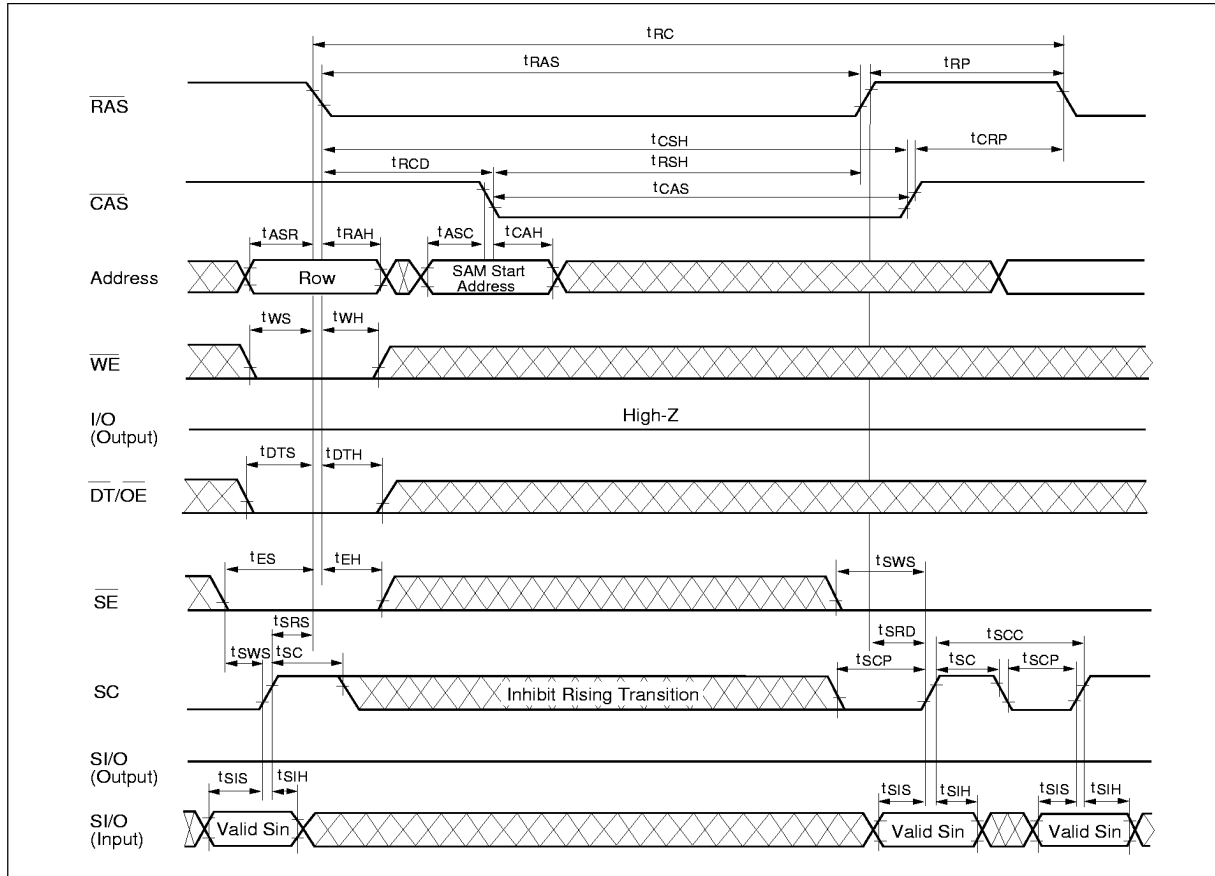 tRC
tRAS
tRP
RAS
tCSH
tCRP
tRCD
tRSH
CAS
tCAS
tASR
tRAH
tASC
tCAH
Address
Row
SAM Start
Address
tWS
tWH
WE
I/O
(Output)
High-Z
tDTS
tDTH
DT/OE
tES
tEH
tSWS
SE
tSRS
tSRD
tSCC
tSWS
tSC
tSCP
tSC
tSCP
SC
Inhibit Rising Transition
SI/O
(Output)
tSIS
tSIH
tSIS
tSIH
tSIS
tSIH
SI/O
(Input)
Valid Sin
Valid Sin
Valid Sin